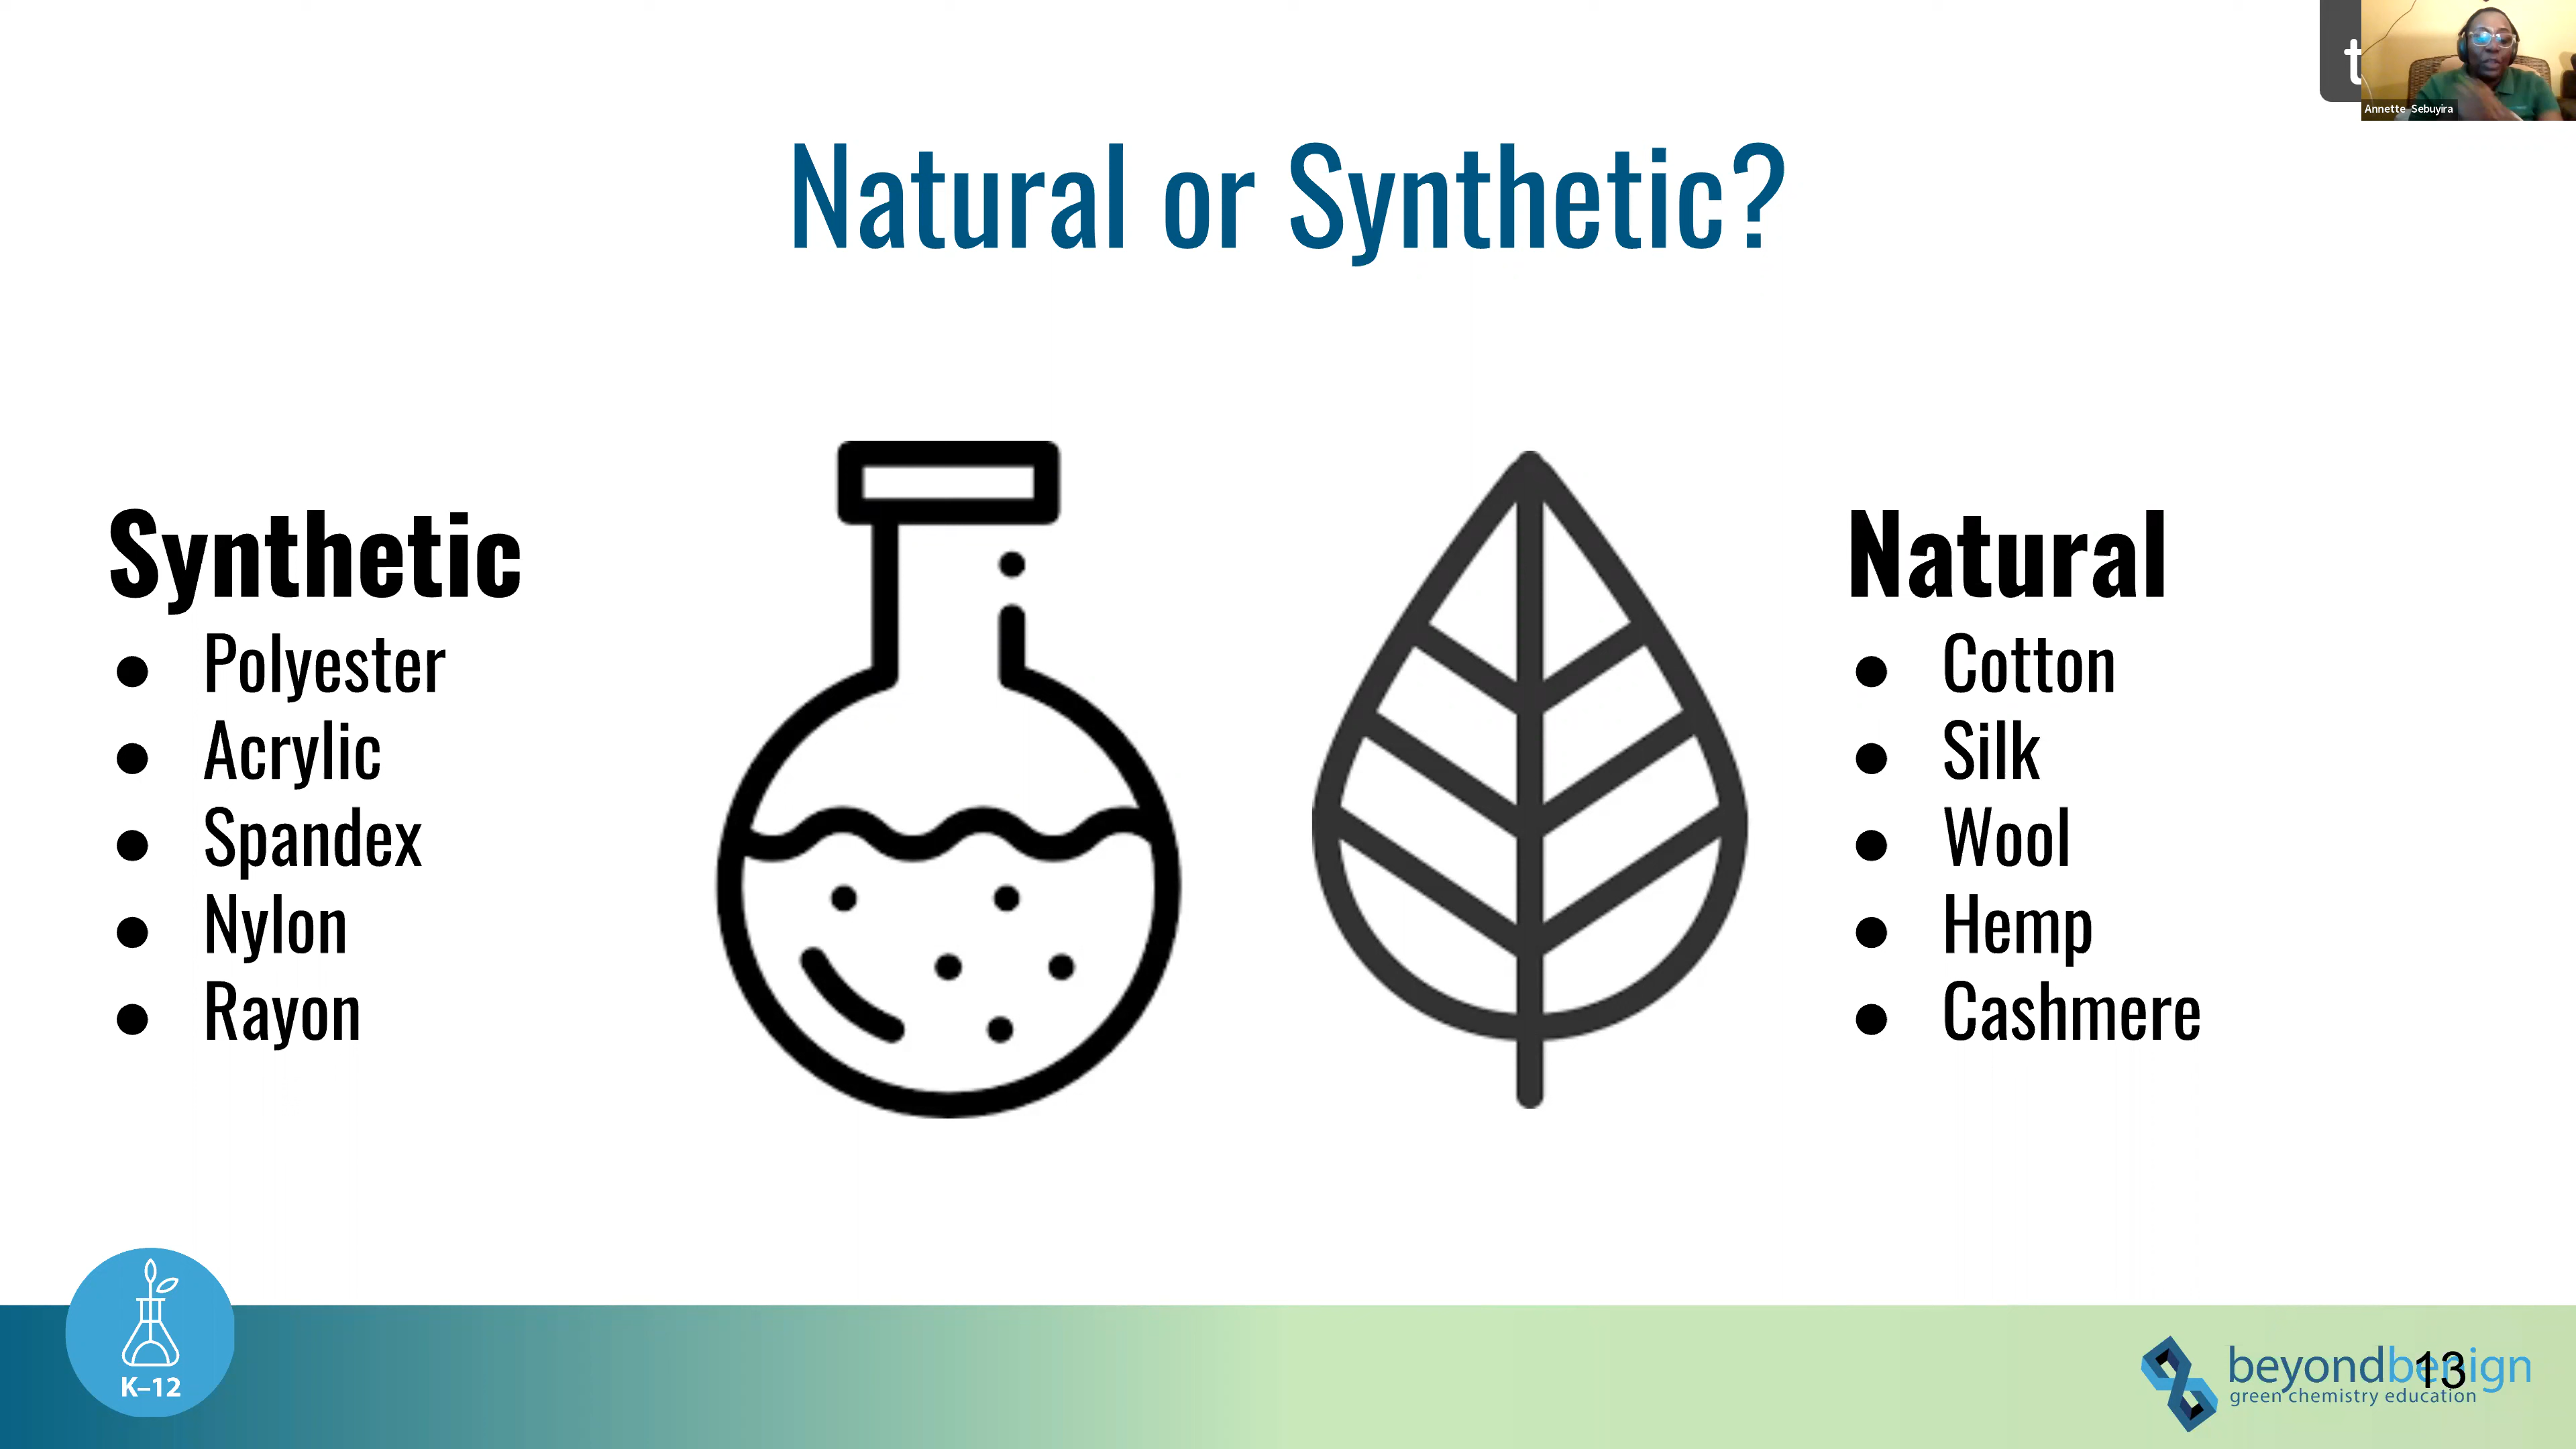 t
Annette Sebuyira
Natural or Synthetic?
Synthetic
● Polyester
● Acrylic
● Spandex
● Nylon
● Rayon
Natural
● Cotton
● Silk
● Wool
● Hemp
● Cashmere
K–12
beyondbenign
green chemistry education
13